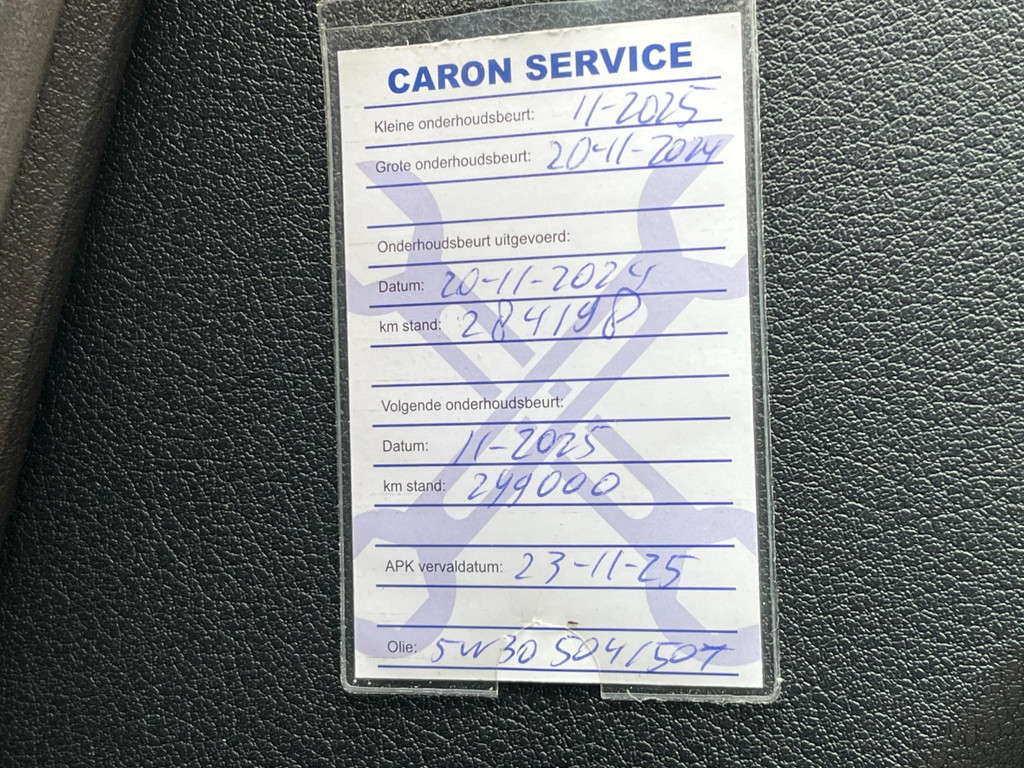 CARON SERVICE
Kleine onderhoudsbeurt: 11-2025
Grote onderhoudsbeurt: 20-11-2024
Onderhoudsbeurt uitgevoerd:
Datum: 20-11-2024
km stand: 284198
Volgende onderhoudsbeurt:
Datum: 11-2025
km stand: 299000
APK vervaldatum: 23-11-25
Olie: 5W30 504/507